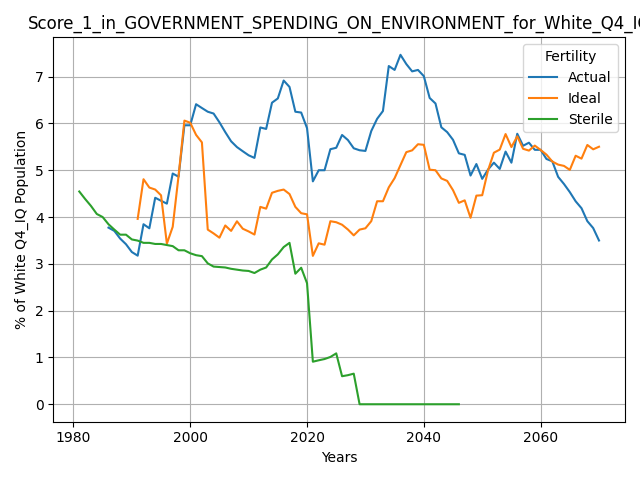 Score_1_in_GOVERNMENT_SPENDING_ON_ENVIRONMENT_for_White_Q4_IQ
Fertility
Actual
Ideal
Sterile
% of White Q4_IQ Population
7
6
5
4
3
2
1
0
1980 2000 2020 2040 2060
Years